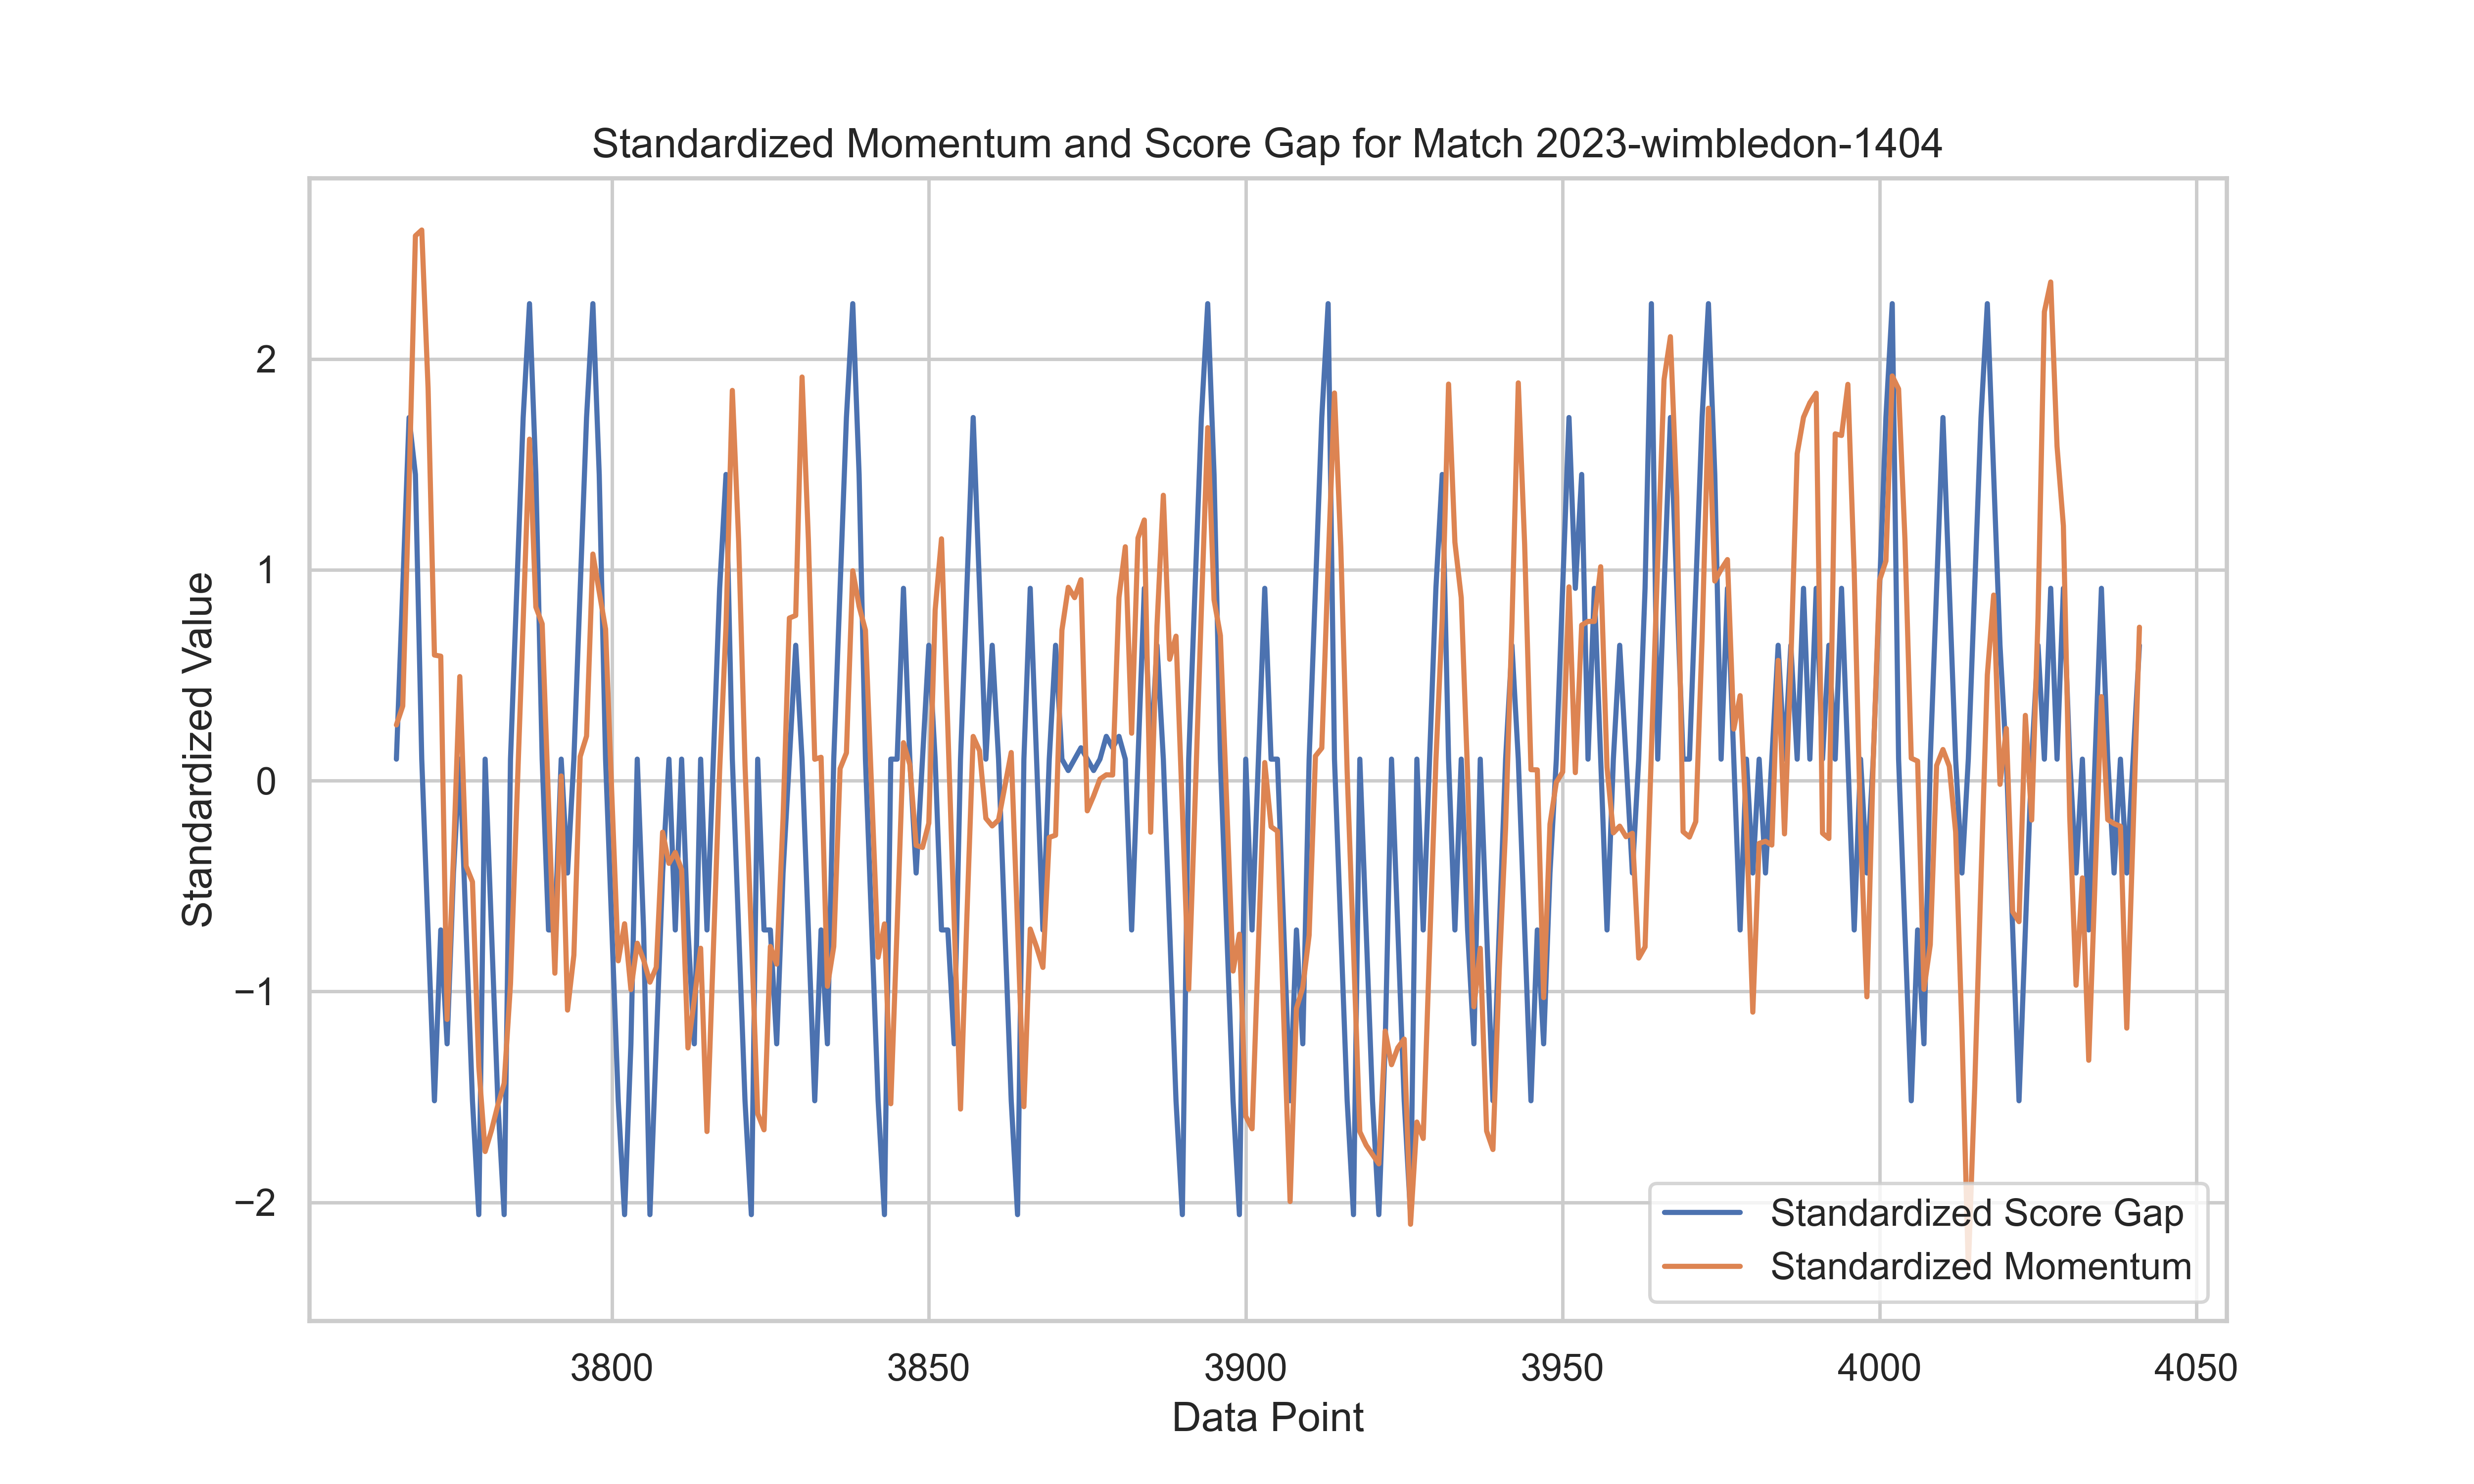 Standardized Momentum and Score Gap for Match 2023-wimbledon-1404
Standardized Value
2
1
0
−1
−2
Standardized Score Gap
Standardized Momentum
3800 3850 3900 3950 4000 4050
Data Point